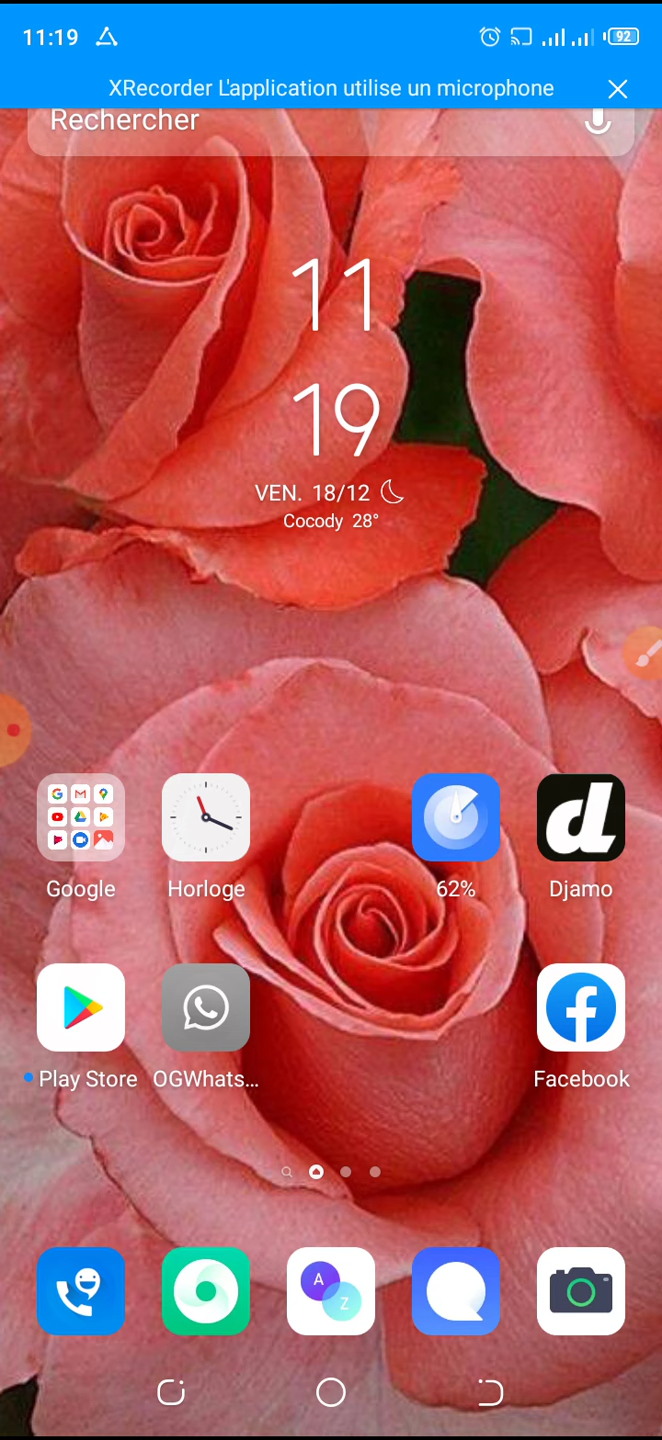 11:19
92
XRecorder L'application utilise un microphone
Rechercher
11
19
VEN. 18/12
Cocody 28°
Google
Horloge
62%
Djamo
Play Store
OGWhats...
Facebook
A
Z